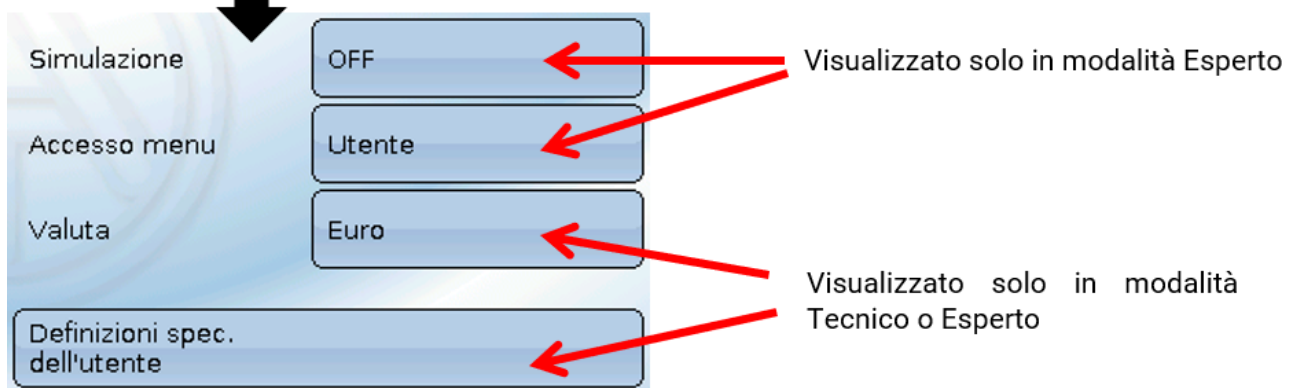 Simulazione OFF Visualizzato solo in modalità Esperto
Accesso menu Utente
Valuta Euro
Visualizzato solo in modalità
Tecnico o Esperto
Definizioni spec.
dell'utente